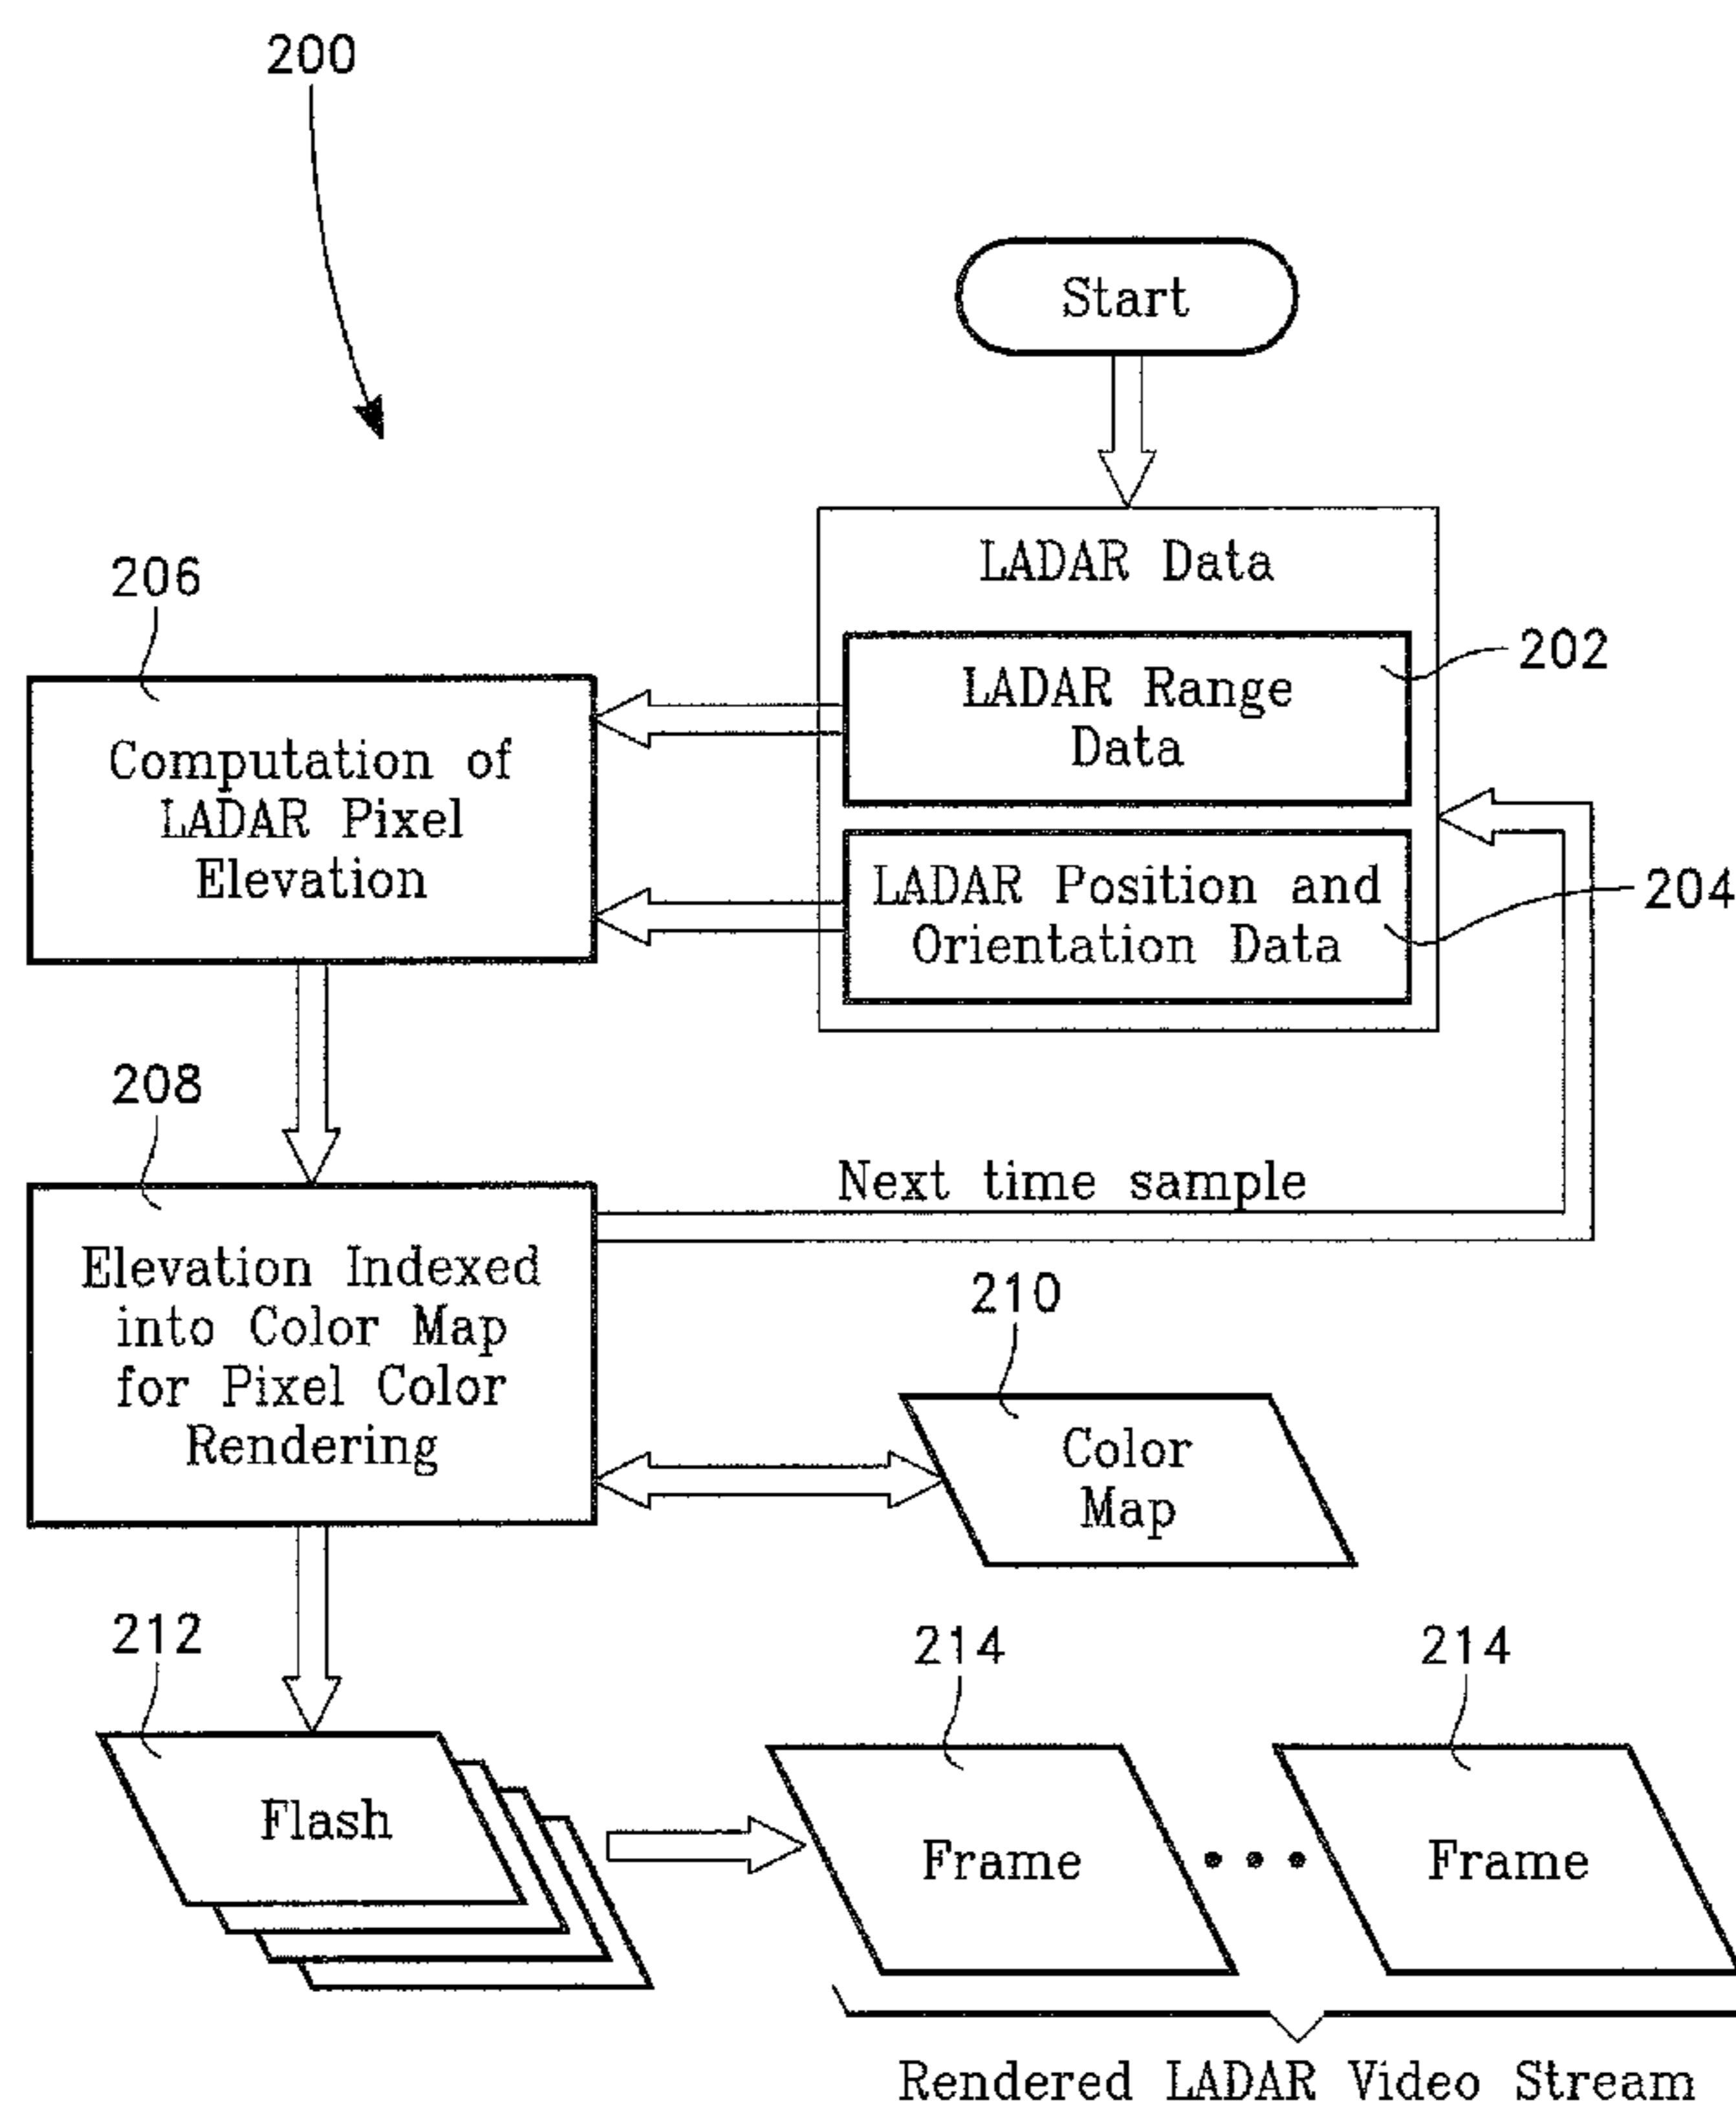 200
Start
LADAR Data
206
202
LADAR Range
Data
Computation of
LADAR Pixel
Elevation
LADAR Position and
Orientation Data
204
208
Next time sample
Elevation Indexed
into Color Map
for Pixel Color
Rendering
210
Color
Map
212
214
214
Flash
Frame
• • •
Frame
Rendered LADAR Video Stream